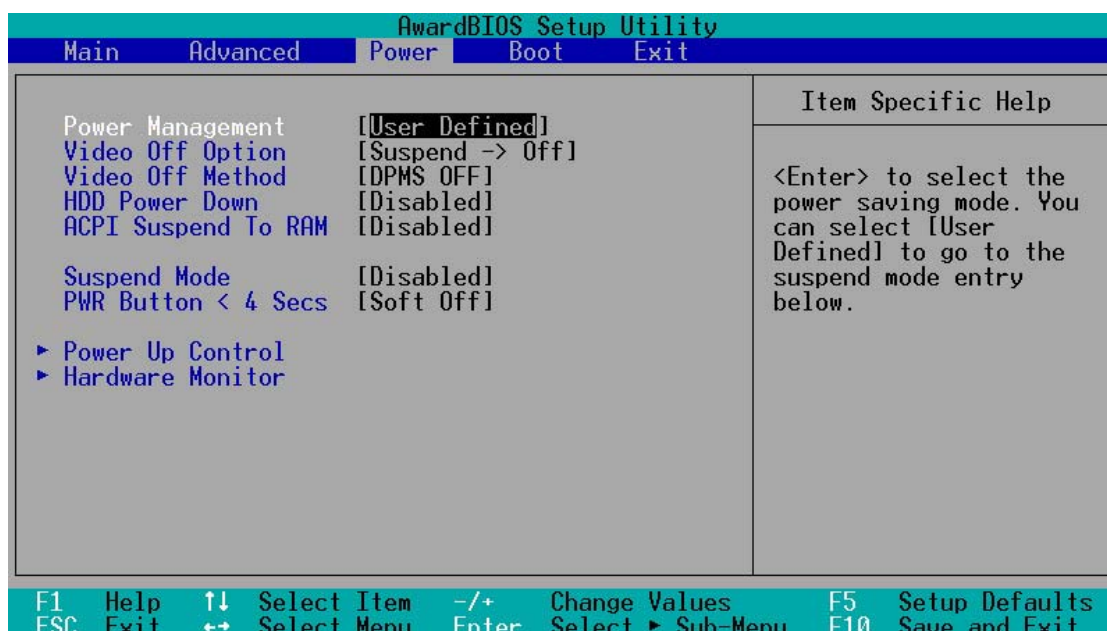 AwardBIOS Setup Utility
Main Advanced Power Boot Exit
Power Management [User Defined]
Video Off Option [Suspend -> Off]
Video Off Method [DPMS OFF]
HDD Power Down [Disabled]
ACPI Suspend To RAM [Disabled]
Suspend Mode [Disabled]
PWR Button < 4 Secs [Soft Off]
► Power Up Control
► Hardware Monitor
Item Specific Help
<Enter> to select the
power saving mode. You
can select [User
Defined] to go to the
suspend mode entry
below.
F1 Help ↑↓ Select Item -/+ Change Values F5 Setup Defaults
ESC Exit ←→ Select Menu Enter Select ► Sub-Menu F10 Save and Exit